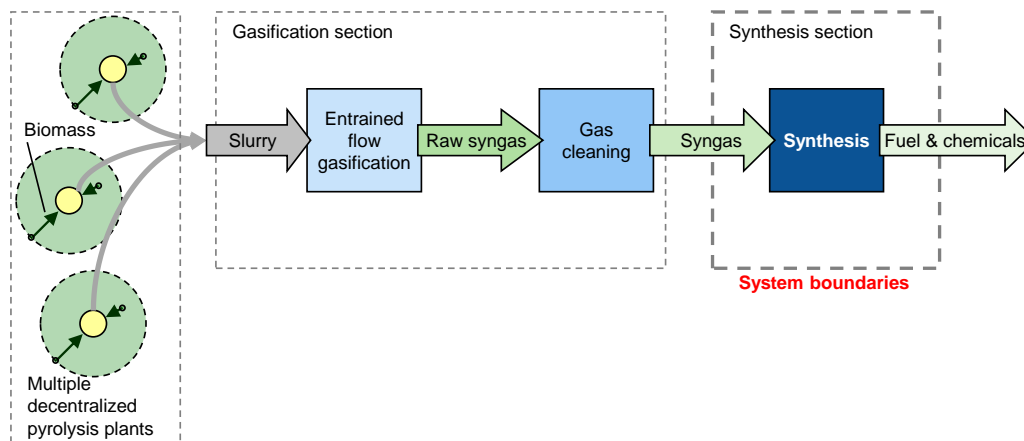 Gasification section
Synthesis section
Biomass
Slurry
Entrained
flow
gasification
Raw syngas
Gas
cleaning
Syngas
Synthesis
Fuel & chemicals
System boundaries
Multiple
decentralized
pyrolysis plants